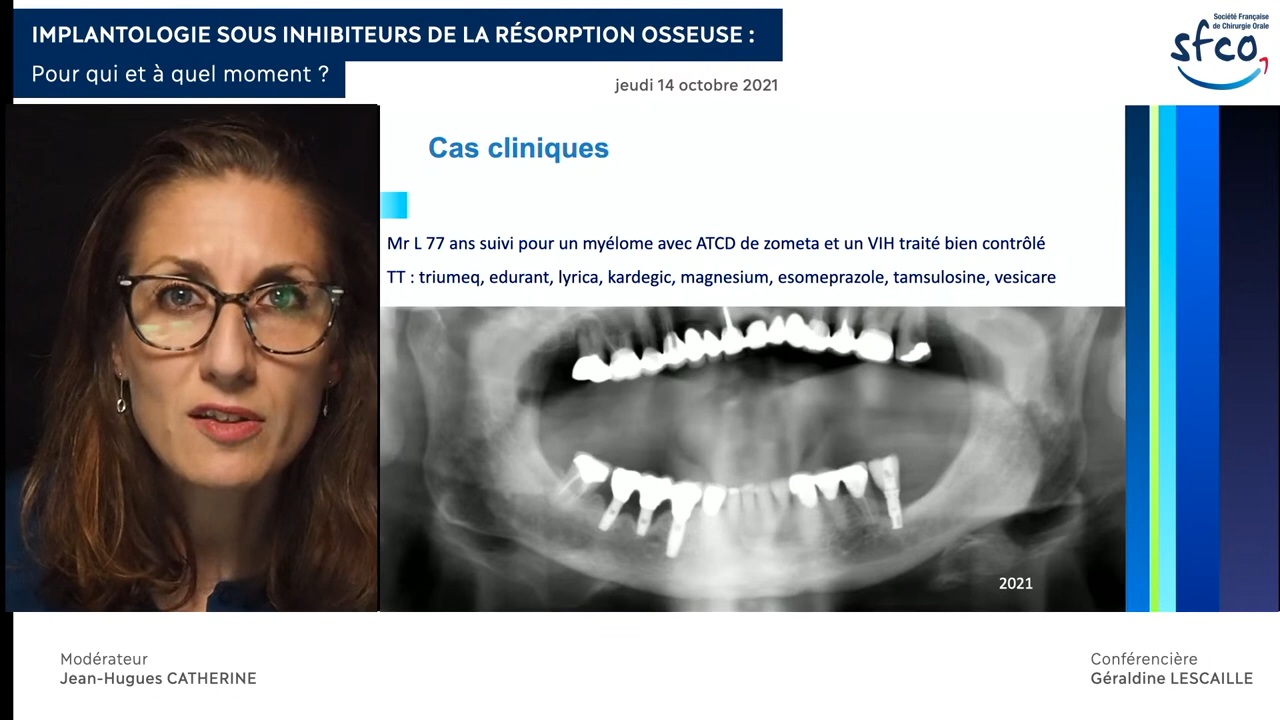 IMPLANTOLOGIE SOUS INHIBITEURS DE LA RÉSORPTION OSSEUSE :
Pour qui et à quel moment ?
jeudi 14 octobre 2021
Société Française
de Chirurgie Orale
sfco
Cas cliniques
Mr L 77 ans suivi pour un myélome avec ATCD de zometa et un VIH traité bien contrôlé
TT : triumeq, edurant, lyrica, kardegic, magnesium, esomeprazole, tamsulosine, vesicare
2021
Modérateur
Jean-Hugues CATHERINE
Conférencière
Géraldine LESCAILLE